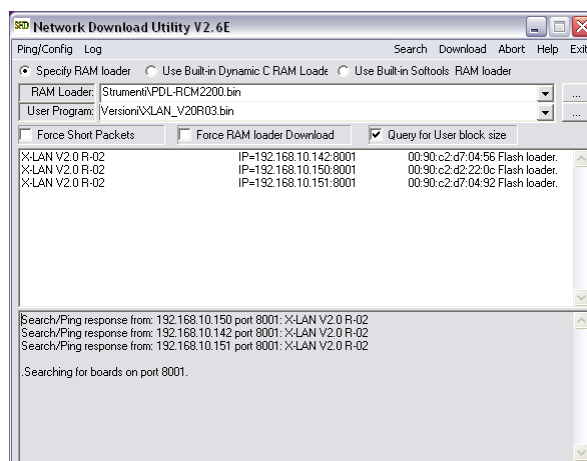 SHD Network Download Utility V2.6E
Ping/Config Log Search Download Abort Help Exit
Specify RAM loader Use Built-in Dynamic C RAM Loade Use Built-in Softools RAM loader
RAM Loader: Strumenti\PDL-RCM2200.bin ...
User Program: Versioni\XLAN_V20R03.bin ...
Force Short Packets Force RAM loader Download Query for User block size
X-LAN V2.0 R-02 IP=192.168.10.142:8001 00:90:c2:d7:04:56 Flash loader.
X-LAN V2.0 R-02 IP=192.168.10.150:8001 00:90:c2:d2:22:0c Flash loader.
X-LAN V2.0 R-02 IP=192.168.10.151:8001 00:90:c2:d7:04:92 Flash loader.
Search/Ping response from: 192.168.10.150 port 8001: X-LAN V2.0 R-02
Search/Ping response from: 192.168.10.142 port 8001: X-LAN V2.0 R-02
Search/Ping response from: 192.168.10.151 port 8001: X-LAN V2.0 R-02
.Searching for boards on port 8001.